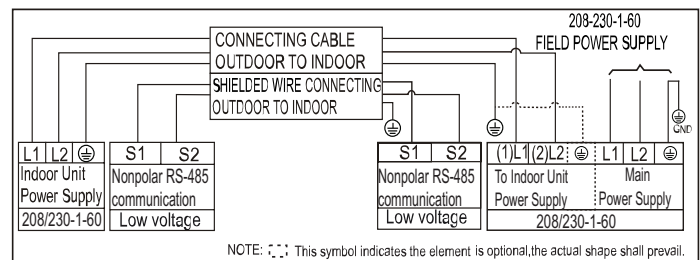 208-230-1-60
FIELD POWER SUPPLY
CONNECTING CABLE
OUTDOOR TO INDOOR
SHIELDED WIRE CONNECTING
OUTDOOR TO INDOOR
GND
L1 L2
Indoor Unit
Power Supply
208/230-1-60
S1 S2
Nonpolar RS-485
communication
Low voltage
S1 S2
Nonpolar RS-485
communication
Low voltage
(1)L1 (2)L2 L1 L2
To Indoor Unit
Power Supply
Main
Power Supply
208/230-1-60
NOTE: This symbol indicates the element is optional,the actual shape shall prevail.